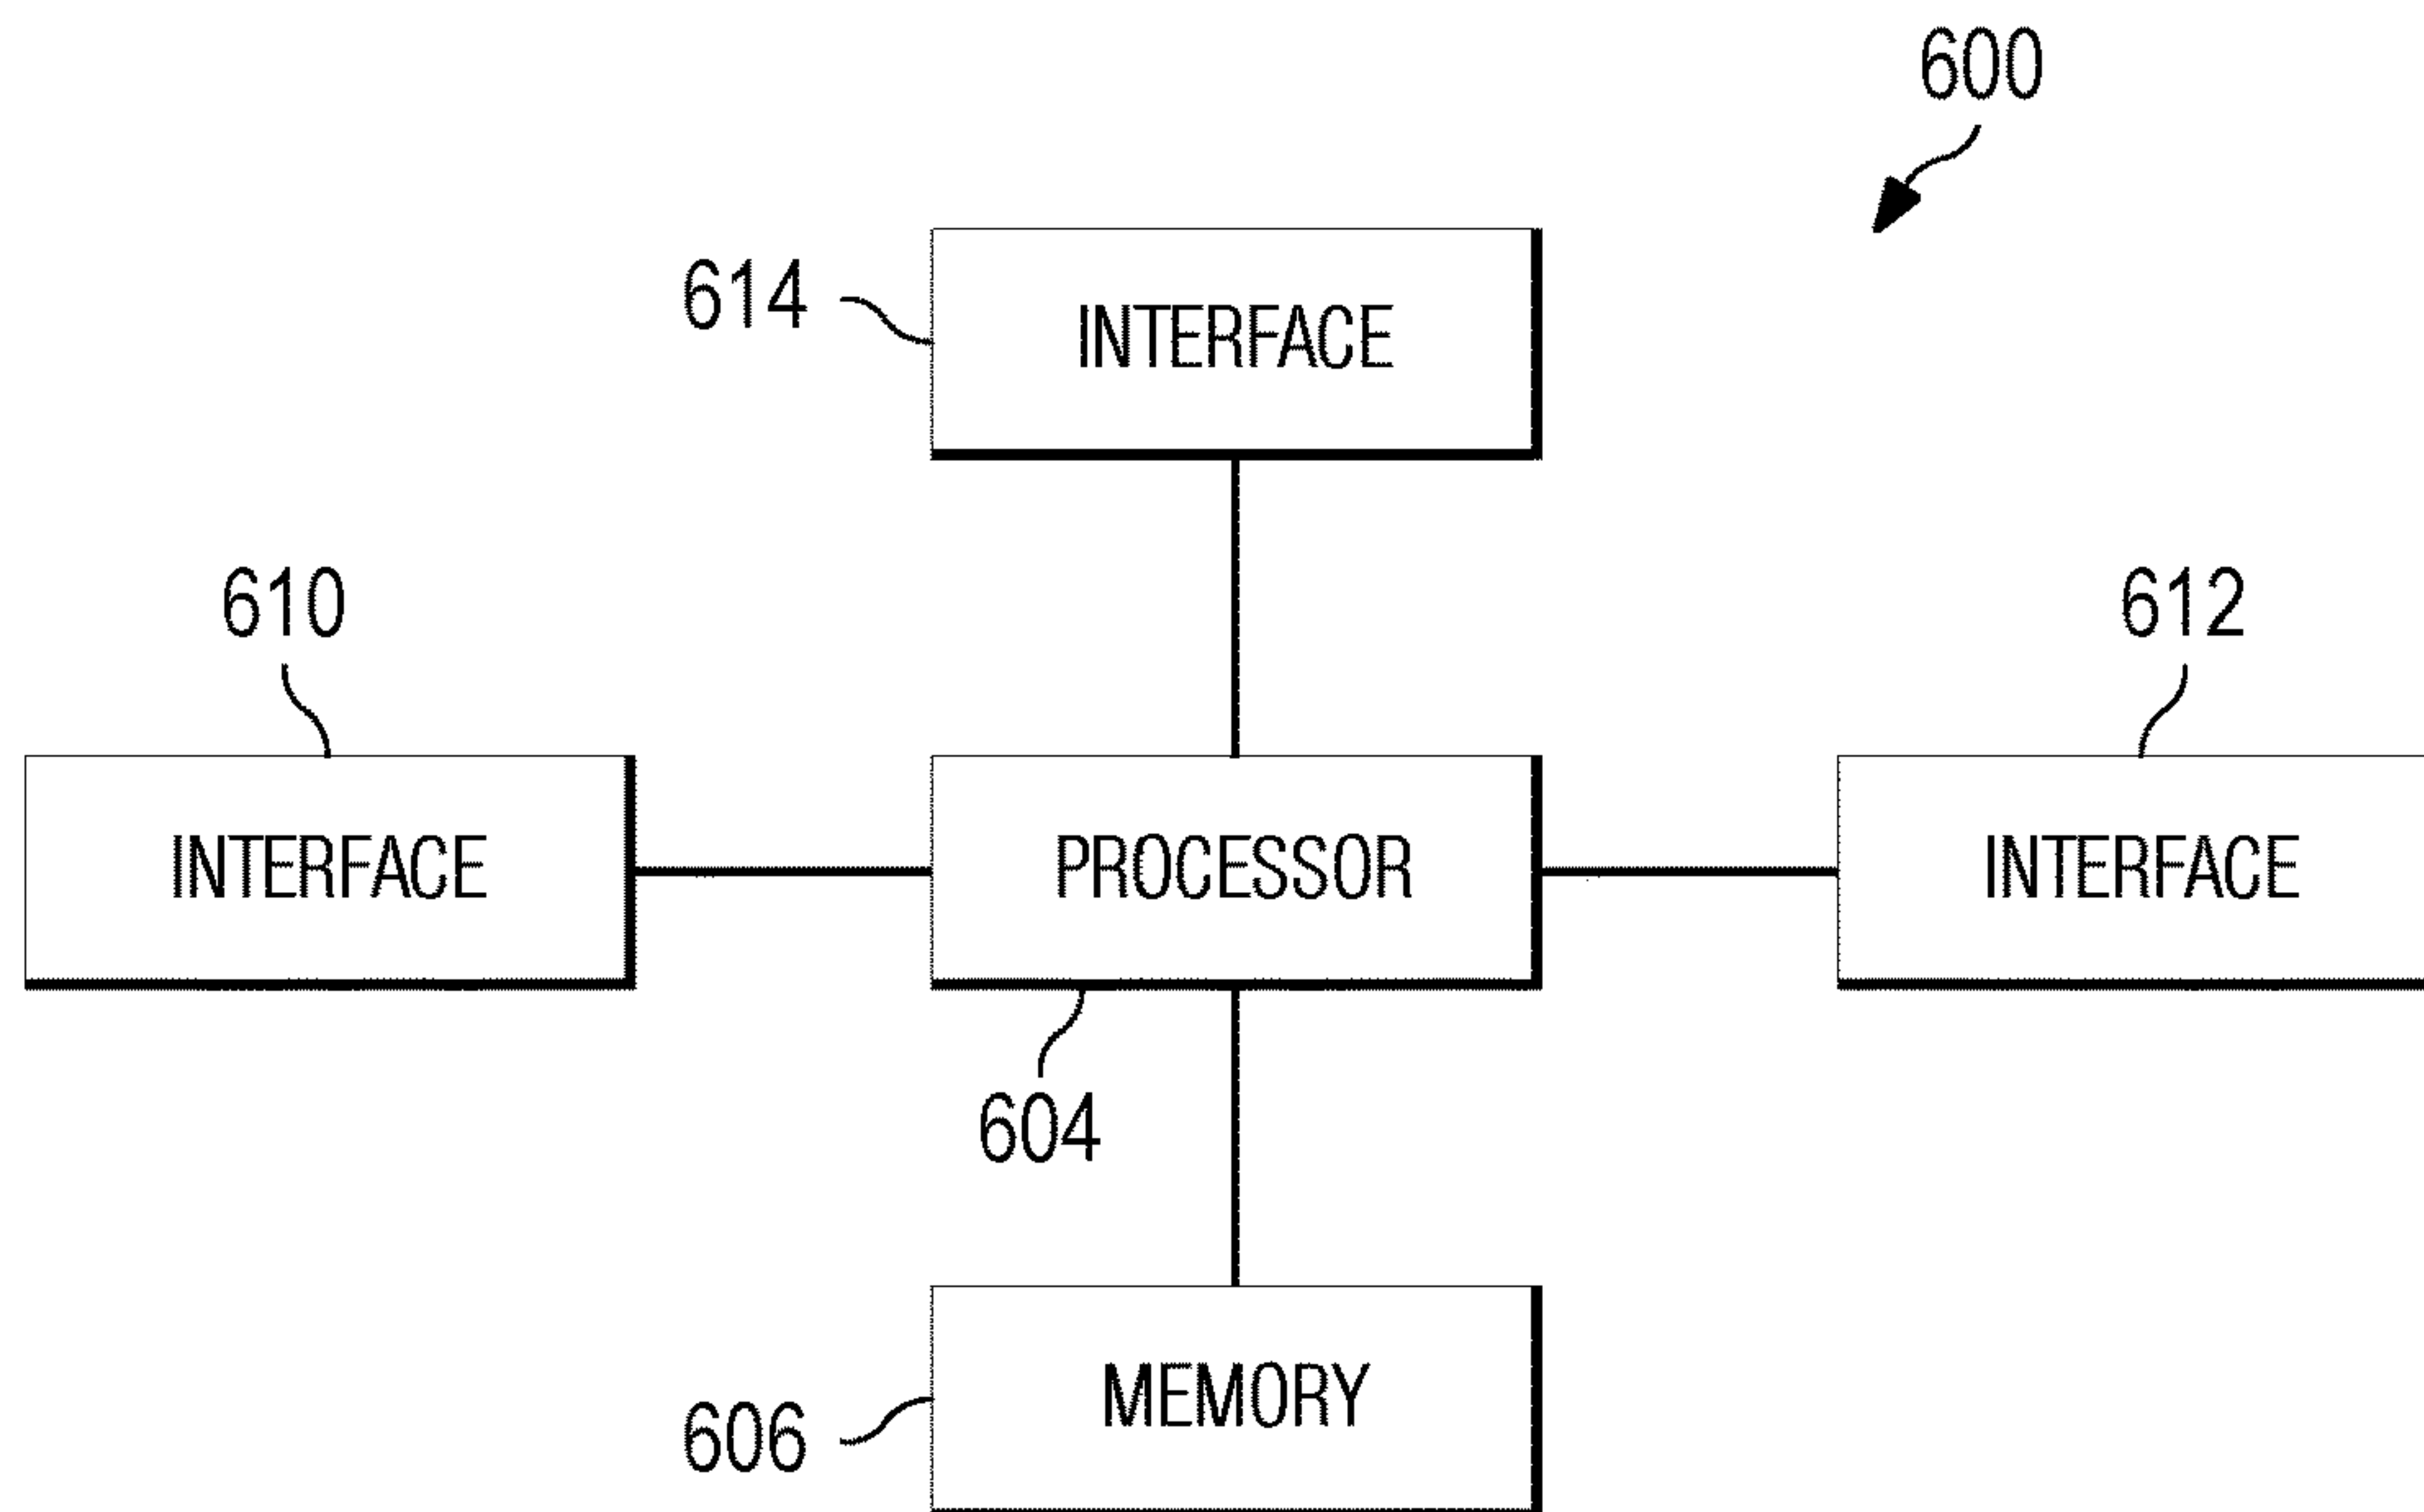 600
614
INTERFACE
610
612
INTERFACE
PROCESSOR
INTERFACE
604
MEMORY
606